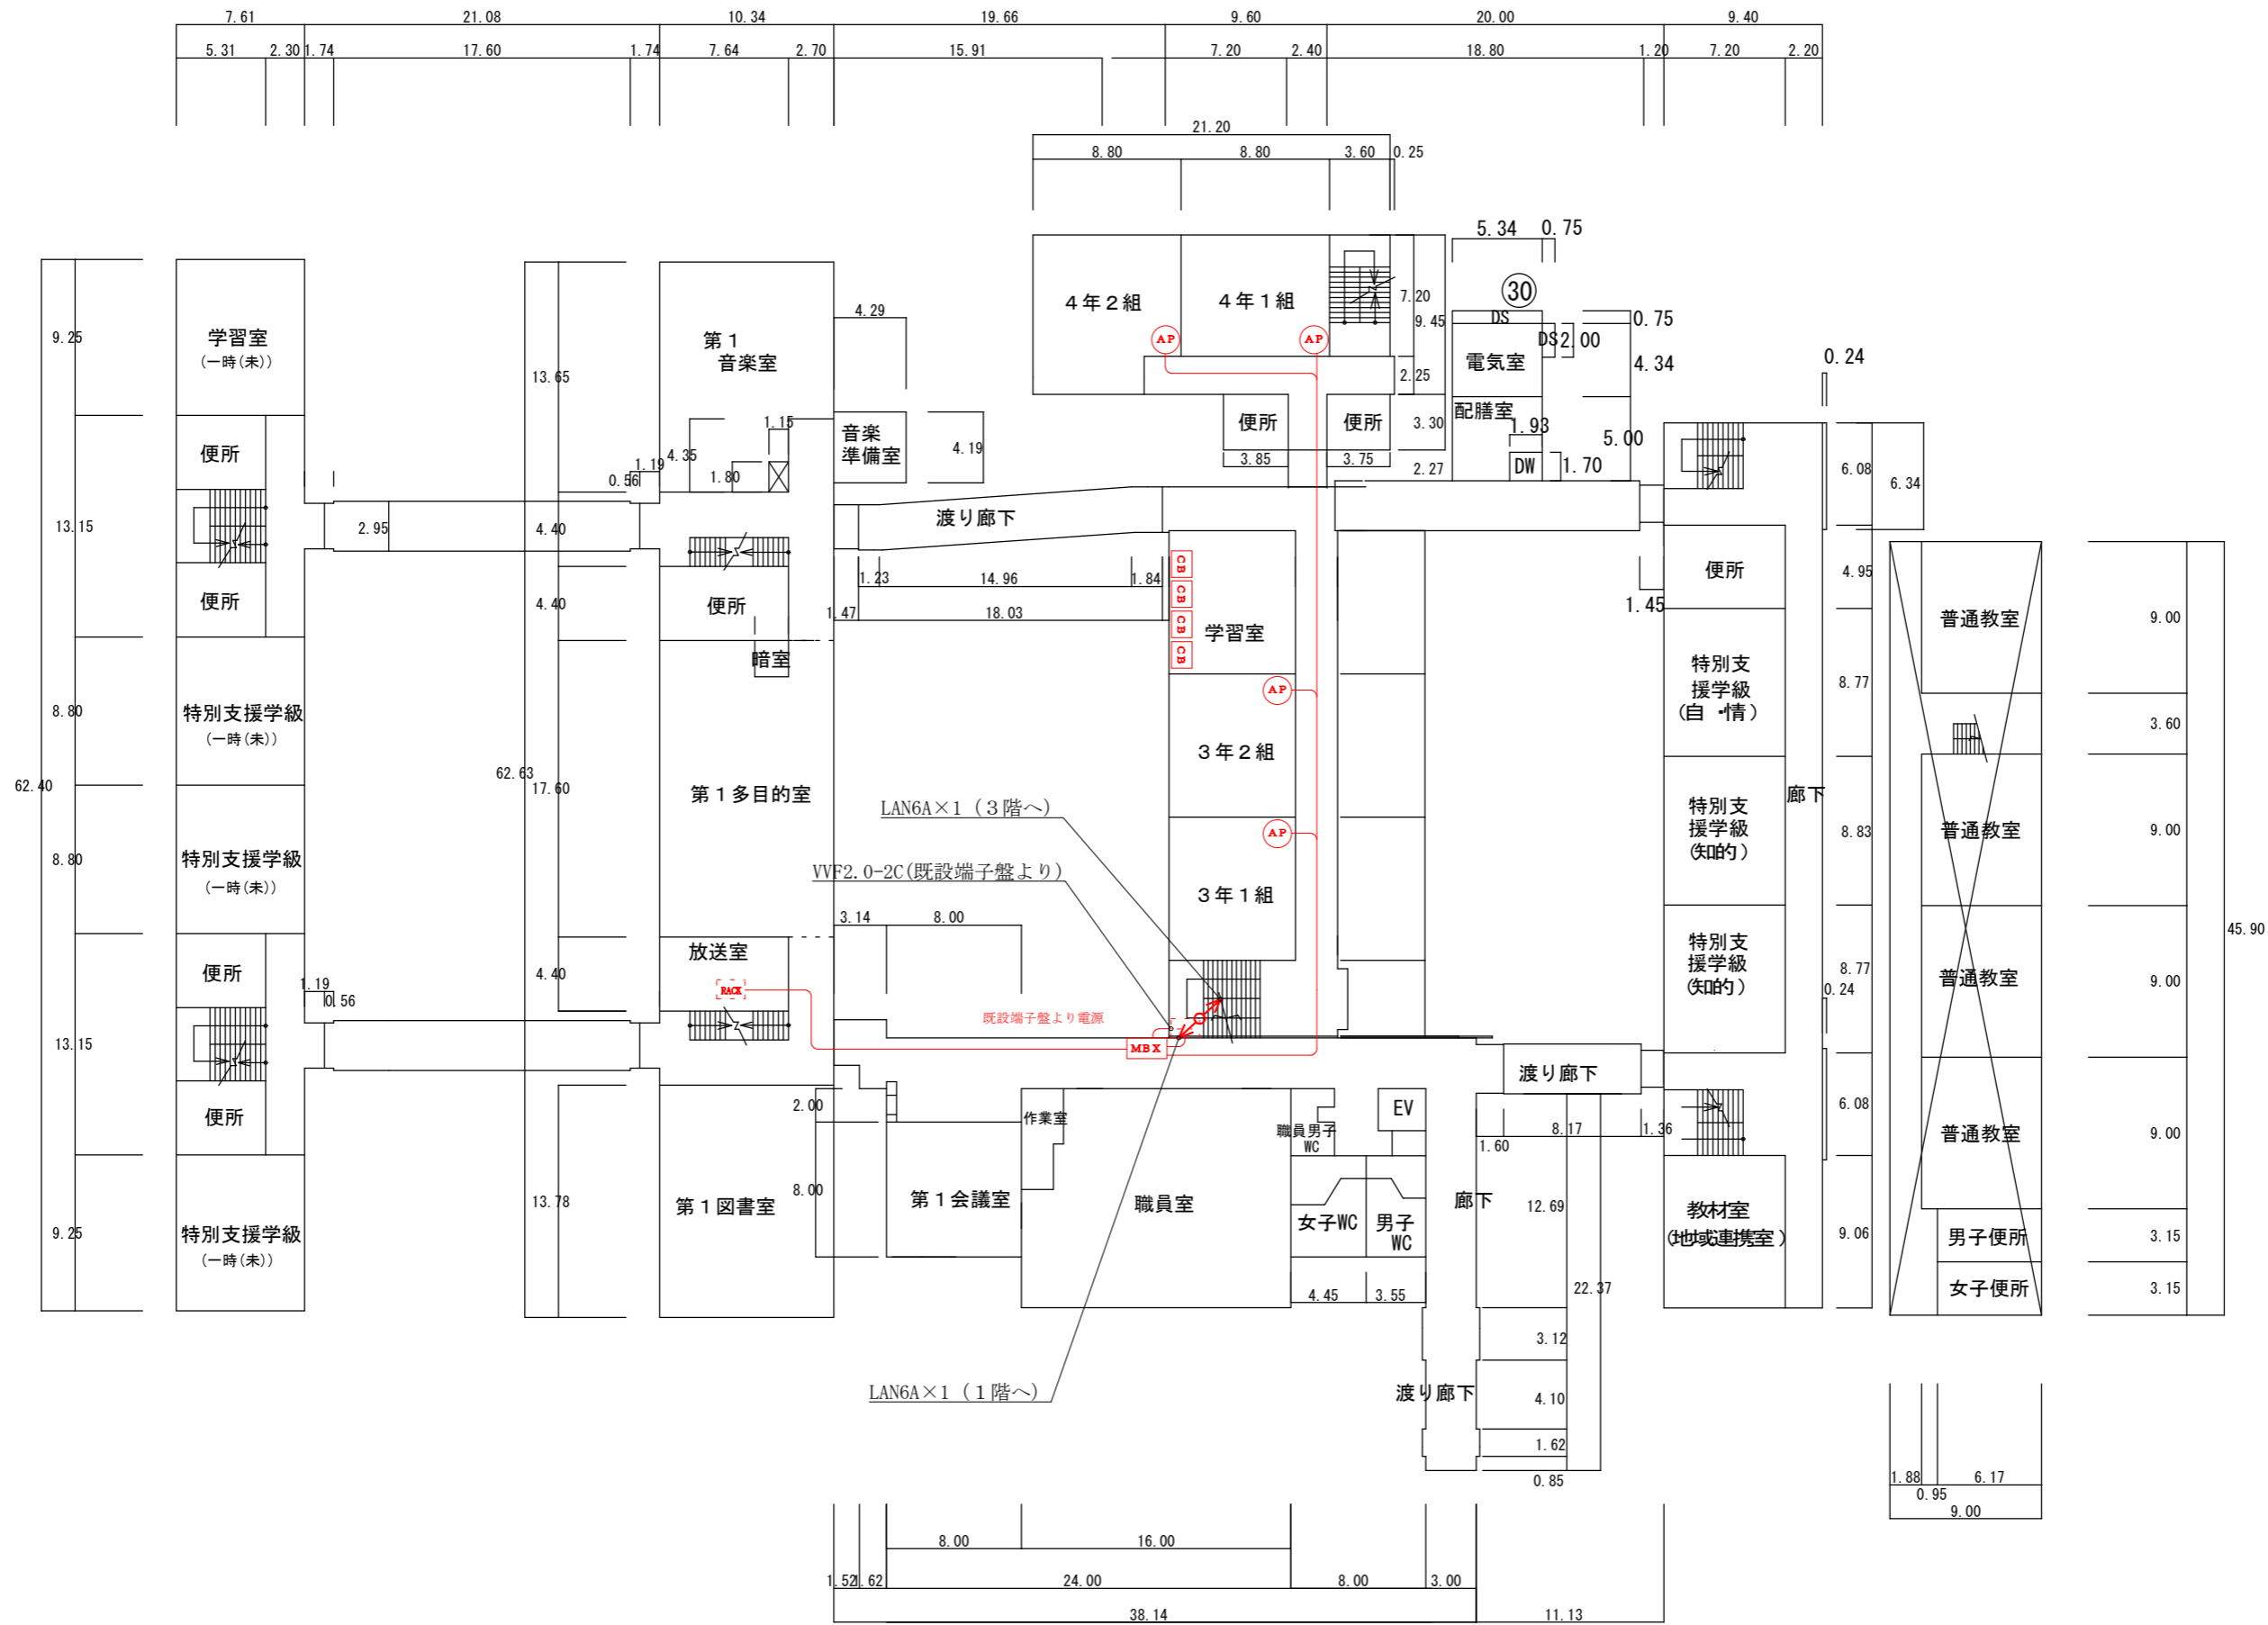 7.61 21.08 10.34 19.66 9.60 20.00 9.40
5.31 2.30 1.74 17.60 1.74 7.64 2.70 15.91 7.20 2.40 18.80 1.20 7.20 2.20
21.20
8.80 8.80 3.60 0.25
5.34 0.75
30
DS
DS 2.00
0.75
4.34
電気室
配膳室
1.93
5.00
DW
1.70
4年2組
4年1組
AP
AP
7.20
9.45
2.25
3.30
2.27
便所
便所
3.85
3.75
0.24
9.25
13.15
8.80
62.40
8.80
13.15
9.25
学習室
(一時(未))
便所
便所
特別支援学級
(一時(未))
特別支援学級
(一時(未))
便所
便所
特別支援学級
(一時(未))
2.95
0.56
1.19
1.19
0.56
13.65
4.40
4.40
62.63
17.60
4.40
13.78
第1
音楽室
4.29
音楽
準備室
4.19
1.15
4.35
1.80
便所
暗室
第1多目的室
放送室
RACK
第1図書室
渡り廊下
1.23
14.96
1.84
1.47
18.03
CB
CB
CB
CB
学習室
AP
3年2組
AP
3年1組
LAN6A×1 (3階へ)
VVF2.0-2C(既設端子盤より)
3.14
8.00
既設端子盤より電源
MBX
LAN6A×1 (1階へ)
2.00
8.00
作業室
第1会議室
職員室
職員男子
WC
EV
女子WC
男子
WC
4.45
3.55
廊下
渡り廊下
渡り廊下
8.17
1.36
1.60
12.69
22.37
3.12
4.10
1.62
0.85
1.45
便所
特別支
援学級
(自・情)
特別支
援学級
(知的)
特別支
援学級
(知的)
廊下
教材室
(地域連携室)
6.08
6.34
4.95
8.77
8.83
8.77
0.24
6.08
9.06
普通教室
普通教室
普通教室
普通教室
男子便所
女子便所
9.00
3.60
9.00
9.00
9.00
3.15
3.15
45.90
1.88
6.17
0.95
9.00
8.00 16.00
1.52 1.62 24.00 8.00 3.00
38.14 11.13